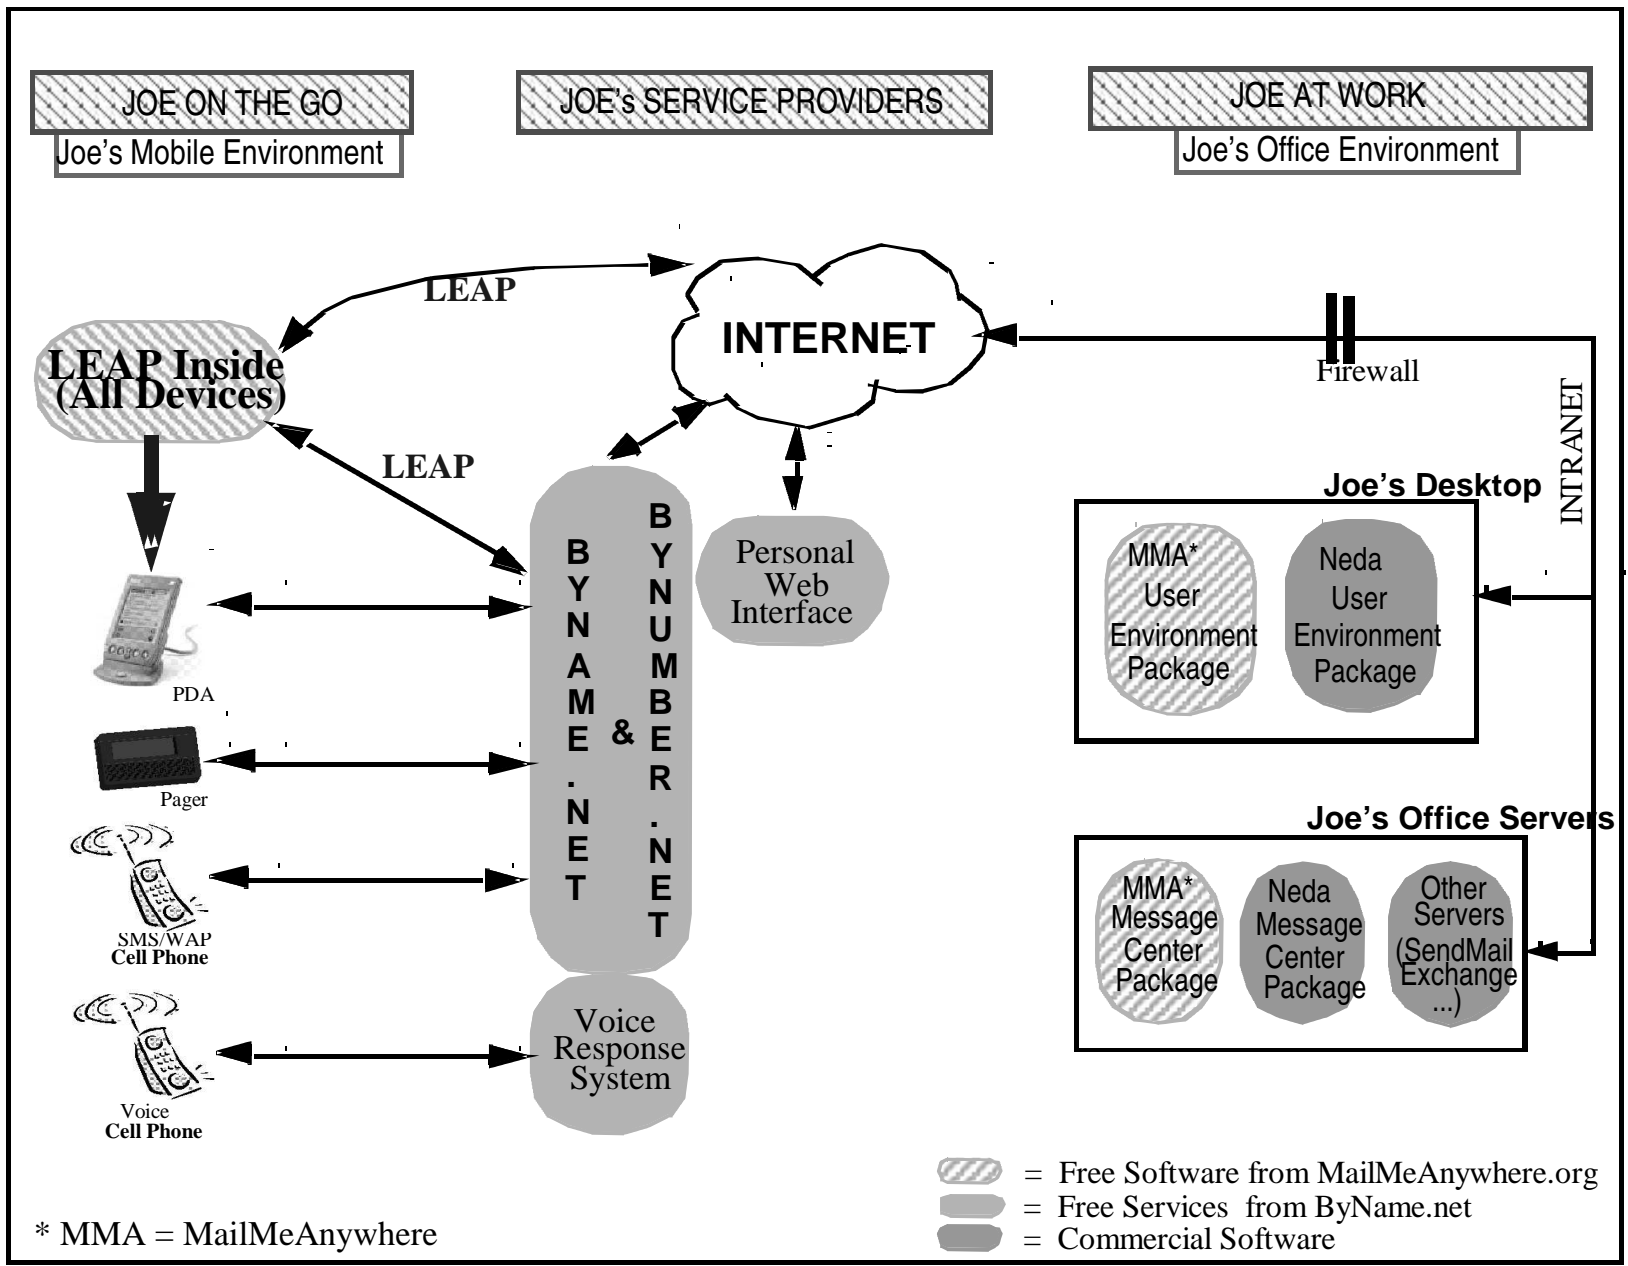 JOE ON THE GO
Joe's Mobile Environment
JOE's SERVICE PROVIDERS
JOE AT WORK
Joe's Office Environment
LEAP
INTERNET
Firewall
INTRANET
LEAP Inside
(All Devices)
LEAP
BYNAME.NET
&
BYNUMBER.NET
Personal
Web
Interface
Joe's Desktop
MMA*
User
Environment
Package
Neda
User
Environment
Package
PDA
Pager
SMS/WAP
Cell Phone
Voice
Cell Phone
Voice
Response
System
Joe's Office Servers
MMA*
Message
Center
Package
Neda
Message
Center
Package
Other
Servers
(SendMail
Exchange
...)
= Free Software from MailMeAnywhere.org
= Free Services from ByName.net
= Commercial Software
* MMA = MailMeAnywhere